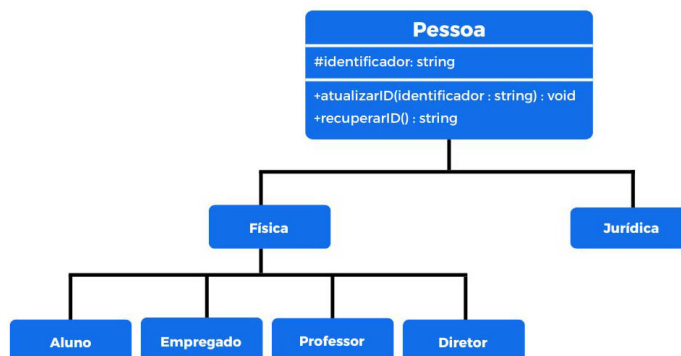 Pessoa
#identificador: string
+atualizarID(identificador : string) : void
+recuperarID() : string
Física
Jurídica
Aluno
Empregado
Professor
Diretor